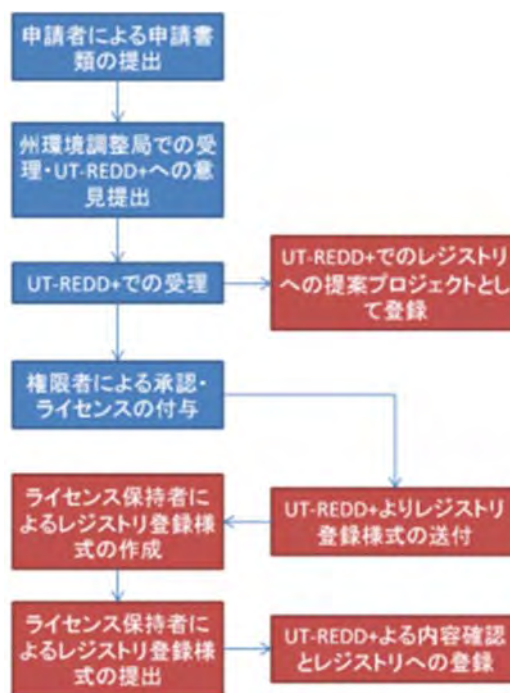 申請者による申請書
類の提出
州環境調整局での受
理・UT-REDD+への意
見提出
UT-REDD+での受理
UT-REDD+でのレジストリ
への提案プロジェクトとし
て登録
権限者による承認・
ライセンスの付与
ライセンス保持者に
よるレジストリ登録様
式の作成
UT-REDD+よりレジストリ
登録様式の送付
ライセンス保持者に
よるレジストリ登録様
式の提出
UT-REDD+よる内容確認
とレジストリへの登録